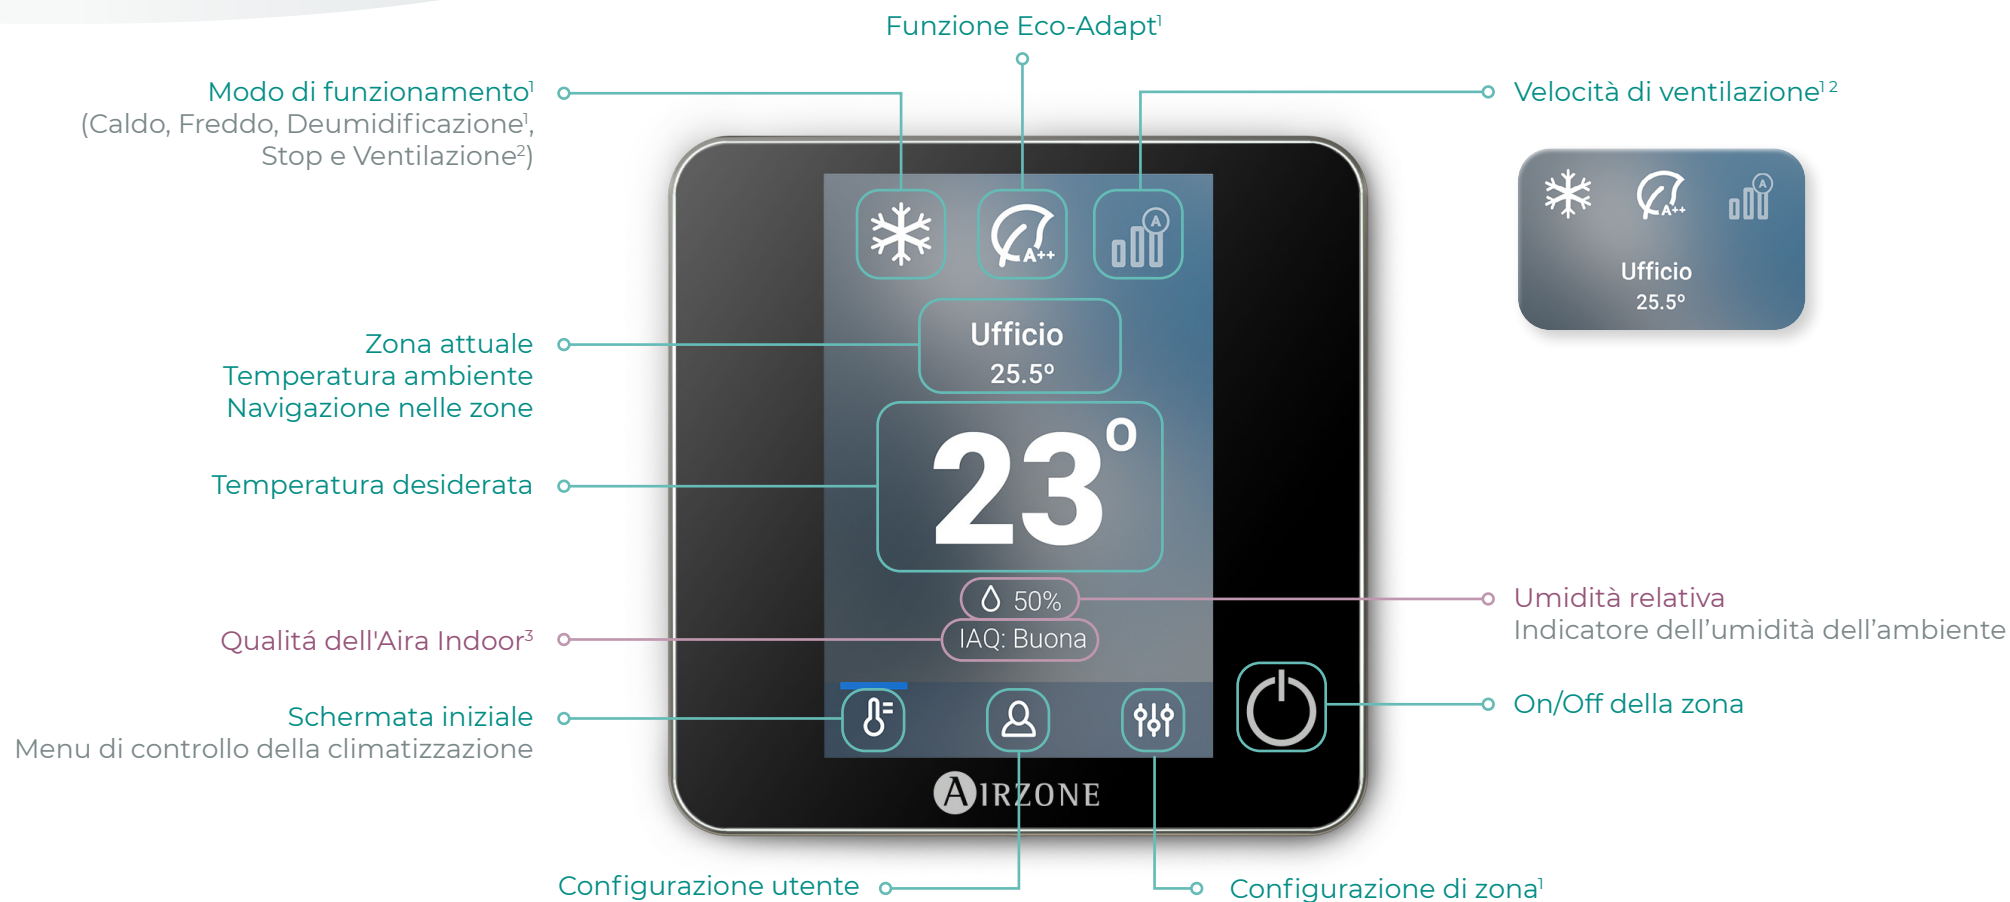 Funzione Eco-Adapt¹
Modo di funzionamento¹
(Caldo, Freddo, Deumidificazione¹,
Stop e Ventilazione²)
Velocità di ventilazione¹ ²
A++
A
Ufficio
25.5º
A++
A
Ufficio
25.5º
Zona attuale
Temperatura ambiente
Navigazione nelle zone
23º
Temperatura desiderata
50%
Umidità relativa
Indicatore dell’umidità dell’ambiente
IAQ: Buona
Qualitá dell'Aira Indoor³
Schermata iniziale
Menu di controllo della climatizzazione
On/Off della zona
AIRZONE
Configurazione utente
Configurazione di zona¹